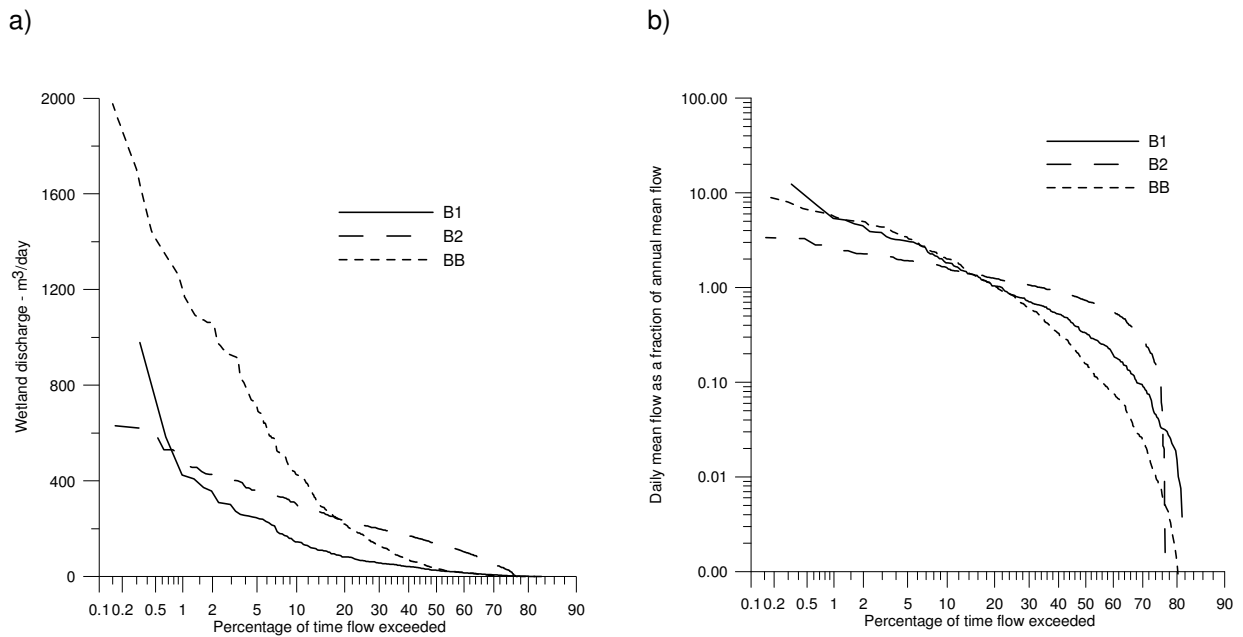 a)
2000
1600
1200
800
400
0
Wetland discharge - m³/day
B1
B2
BB
0.1 0.2 0.5 1 2 5 10 20 30 40 50 60 70 80 90
Percentage of time flow exceeded
b)
100.00
10.00
1.00
0.10
0.01
0.00
Daily mean flow as a fraction of annual mean flow
B1
B2
BB
0.1 0.2 0.5 1 2 5 10 20 30 40 50 60 70 80 90
Percentage of time flow exceeded